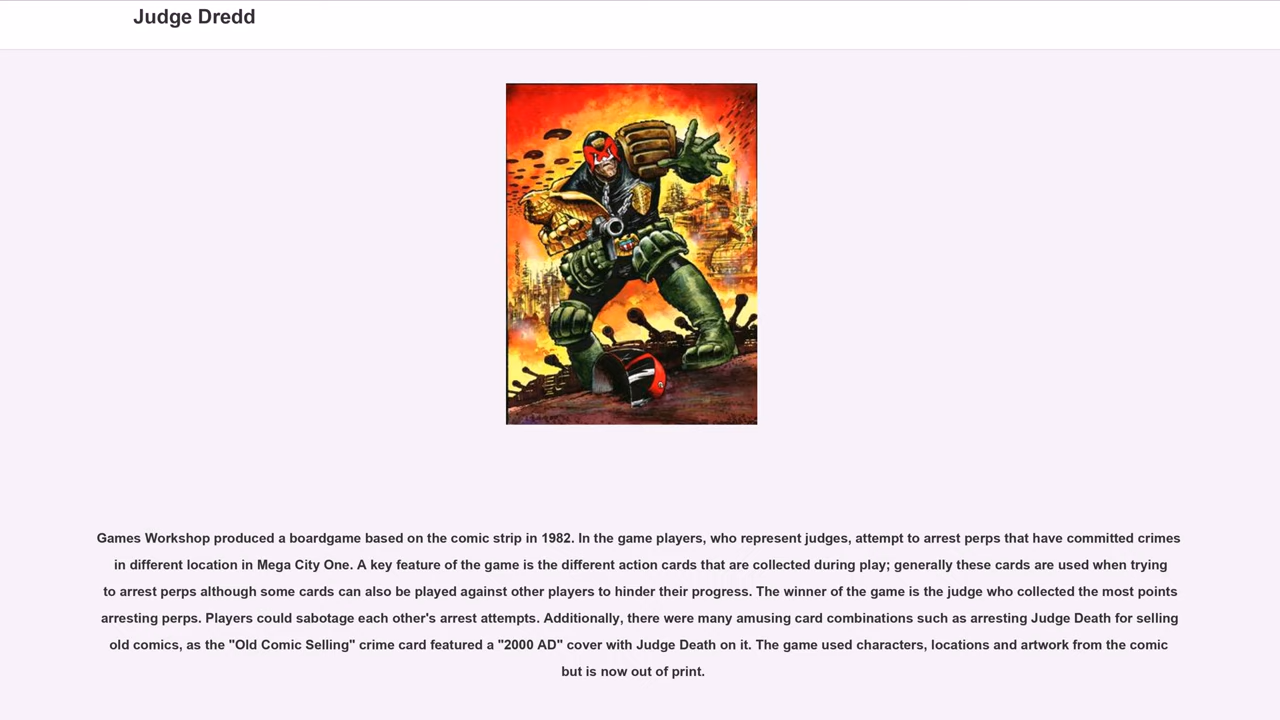 Judge Dredd
Games Workshop produced a boardgame based on the comic strip in 1982. In the game players, who represent judges, attempt to arrest perps that have committed crimes
in different location in Mega City One. A key feature of the game is the different action cards that are collected during play; generally these cards are used when trying
to arrest perps although some cards can also be played against other players to hinder their progress. The winner of the game is the judge who collected the most points
arresting perps. Players could sabotage each other's arrest attempts. Additionally, there were many amusing card combinations such as arresting Judge Death for selling
old comics, as the "Old Comic Selling" crime card featured a "2000 AD" cover with Judge Death on it. The game used characters, locations and artwork from the comic
but is now out of print.